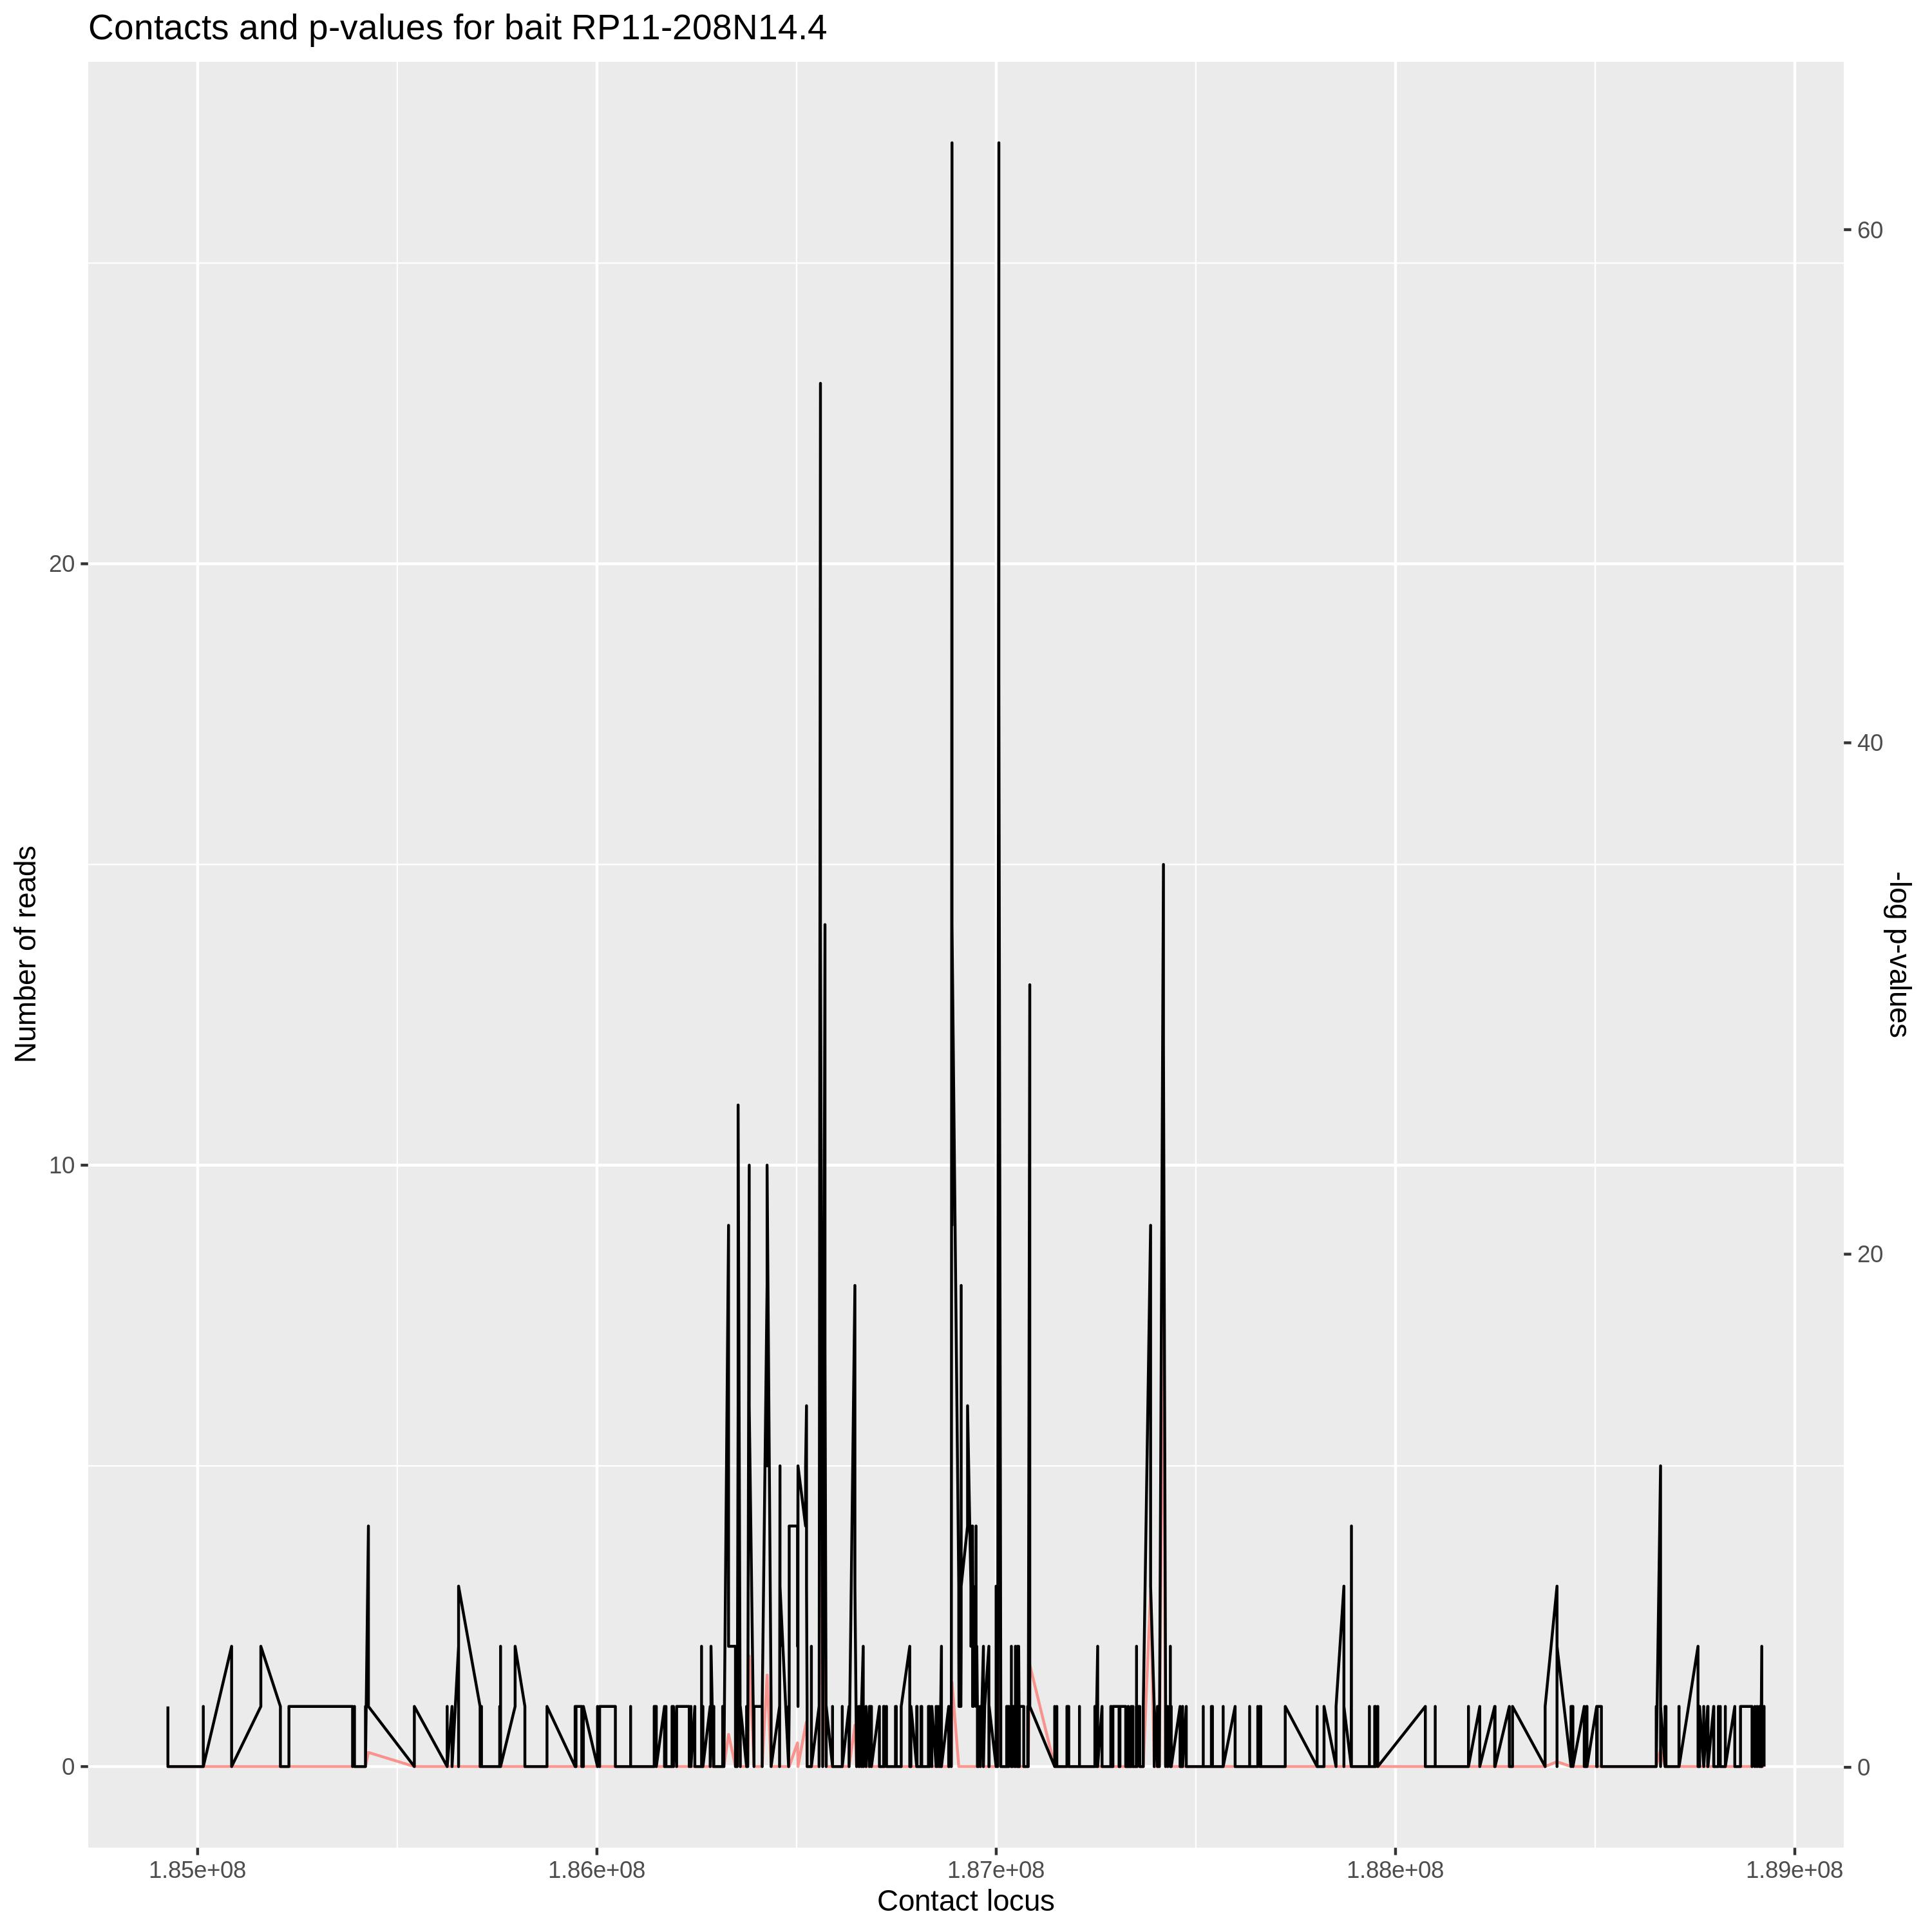 Contacts and p-values for bait RP11-208N14.4
60
20
40
Number of reads
-log p-values
10
20
0
0
1.85e+08
1.86e+08
1.87e+08
1.88e+08
1.89e+08
Contact locus